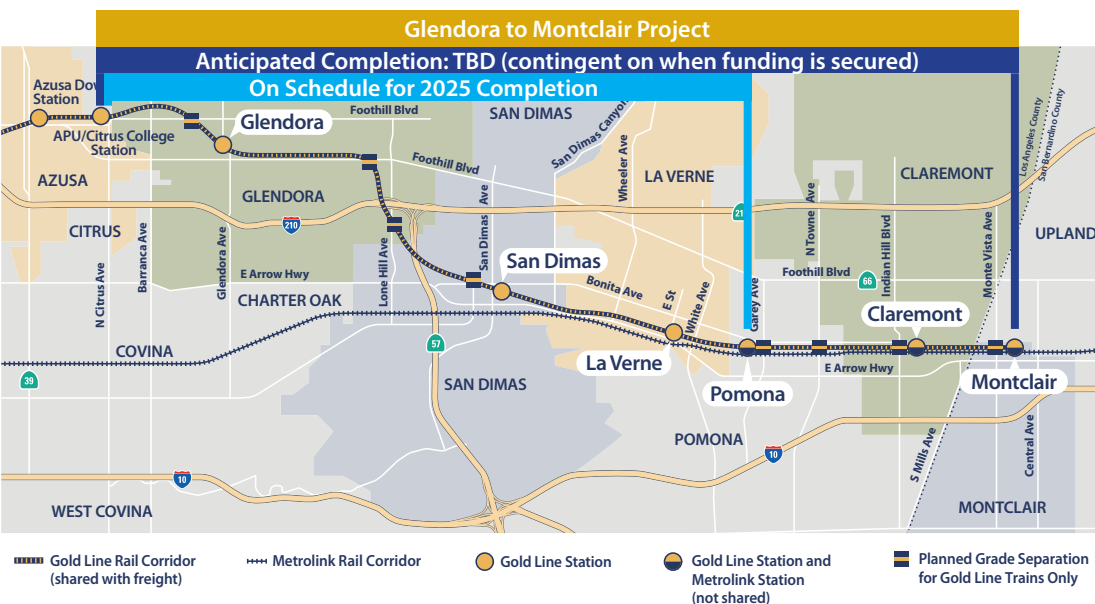 Glendora to Montclair Project
Anticipated Completion: TBD (contingent on when funding is secured)
On Schedule for 2025 Completion
Azusa Dow
Station
APU/Citrus College
Station
Glendora
Foothill Blvd
SAN DIMAS
San Dimas Canyon
Foothill Blvd
Wheeler Ave
LA VERNE
CLAREMONT
Los Angeles County
San Bernardino County
AZUSA
GLENDORA
210
21
CITRUS
UPLAND
N Citrus Ave
Barranca Ave
Glendora Ave
Lone Hill Ave
San Dimas Ave
N Towne Ave
Indian Hill Blvd
Monte Vista Ave
E Arrow Hwy
CHARTER OAK
San Dimas
Bonita Ave
E St
White Ave
Garey Ave
Foothill Blvd
66
Claremont
COVINA
57
39
La Verne
E Arrow Hwy
SAN DIMAS
Pomona
Montclair
POMONA
10
10
S Mills Ave
Central Ave
WEST COVINA
MONTCLAIR
Gold Line Rail Corridor
(shared with freight)
Metrolink Rail Corridor
Gold Line Station
Gold Line Station and
Metrolink Station
(not shared)
Planned Grade Separation
for Gold Line Trains Only